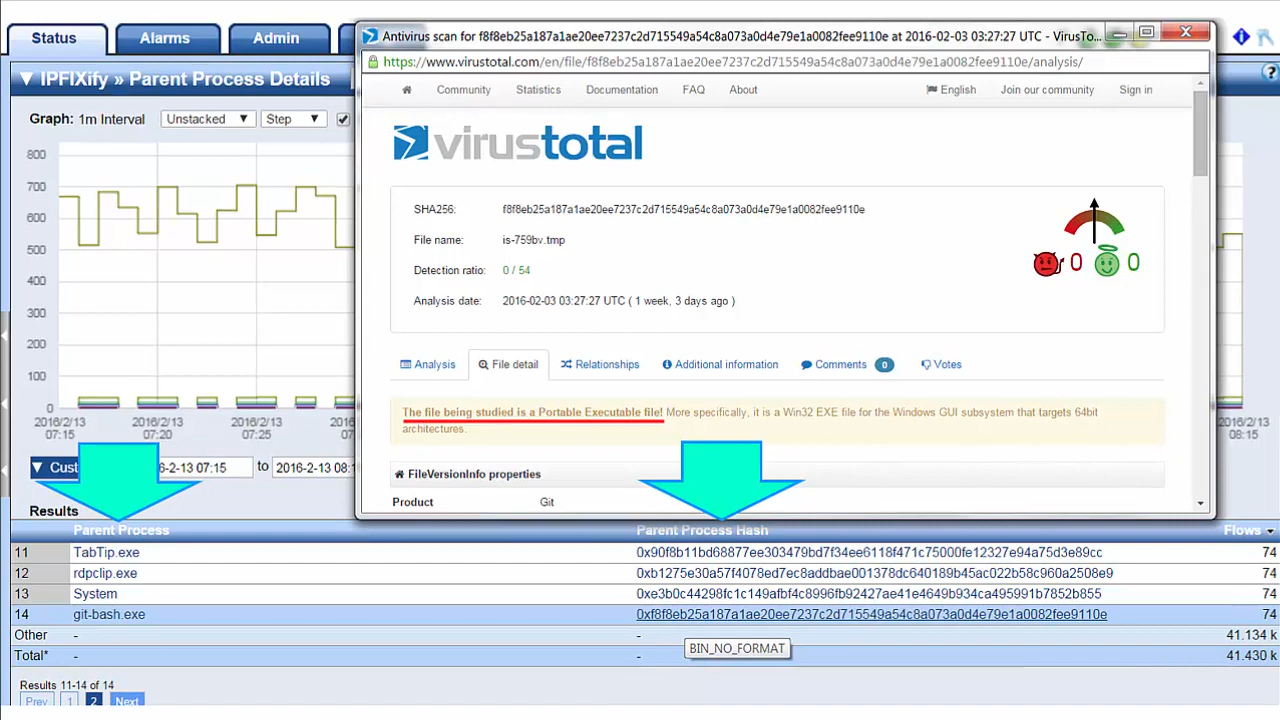 Status
Alarms
Admin
Antivirus scan for f8f8eb25a187a1ae20ee7237c2d715549a54c8a073a0d4e79e1a0082fee9110e at 2016-02-03 03:27:27 UTC - VirusTo...
https://www.virustotal.com/en/file/f8f8eb25a187a1ae20ee7237c2d715549a54c8a073a0d4e79e1a0082fee9110e/analysis/
▼ IPFIXify » Parent Process Details
Community Statistics Documentation FAQ About English Join our community Sign in
Graph: 1m Interval Unstacked ▼ Step ▼
virustotal
800
700
600
500
400
300
200
100
0
SHA256: f8f8eb25a187a1ae20ee7237c2d715549a54c8a073a0d4e79e1a0082fee9110e
File name: is-759bv.tmp
Detection ratio: 0 / 54
Analysis date: 2016-02-03 03:27:27 UTC ( 1 week, 3 days ago )
0 0
Analysis File detail Relationships Additional information Comments 0 Votes
The file being studied is a Portable Executable file! More specifically, it is a Win32 EXE file for the Windows GUI subsystem that targets 64bit
architectures.
FileVersionInfo properties
Product Git
2016/2/13 2016/2/13 2016/2/13 2016/2/13
07:15 07:20 07:25 08:15
▼ Cust 16-2-13 07:15 to 2016-2-13 08:1
Results
Parent Process Parent Process Hash Flows
11 TabTip.exe 0x90f8b11bd68877ee303479bd7f34ee6118f471c75000fe12327e94a75d3e89cc 74
12 rdpclip.exe 0xb1275e30a57f4078ed7ec8addbae001378dc640189b45ac022b58c960a2508e9 74
13 System 0xe3b0c44298fc1c149afbf4c8996fb92427ae41e4649b934ca495991b7852b855 74
14 git-bash.exe 0xf8f8eb25a187a1ae20ee7237c2d715549a54c8a073a0d4e79e1a0082fee9110e 74
Other - - 41.134 k
Total* - - 41.430 k
BIN_NO_FORMAT
Results 11-14 of 14
Prev 1 2 Next